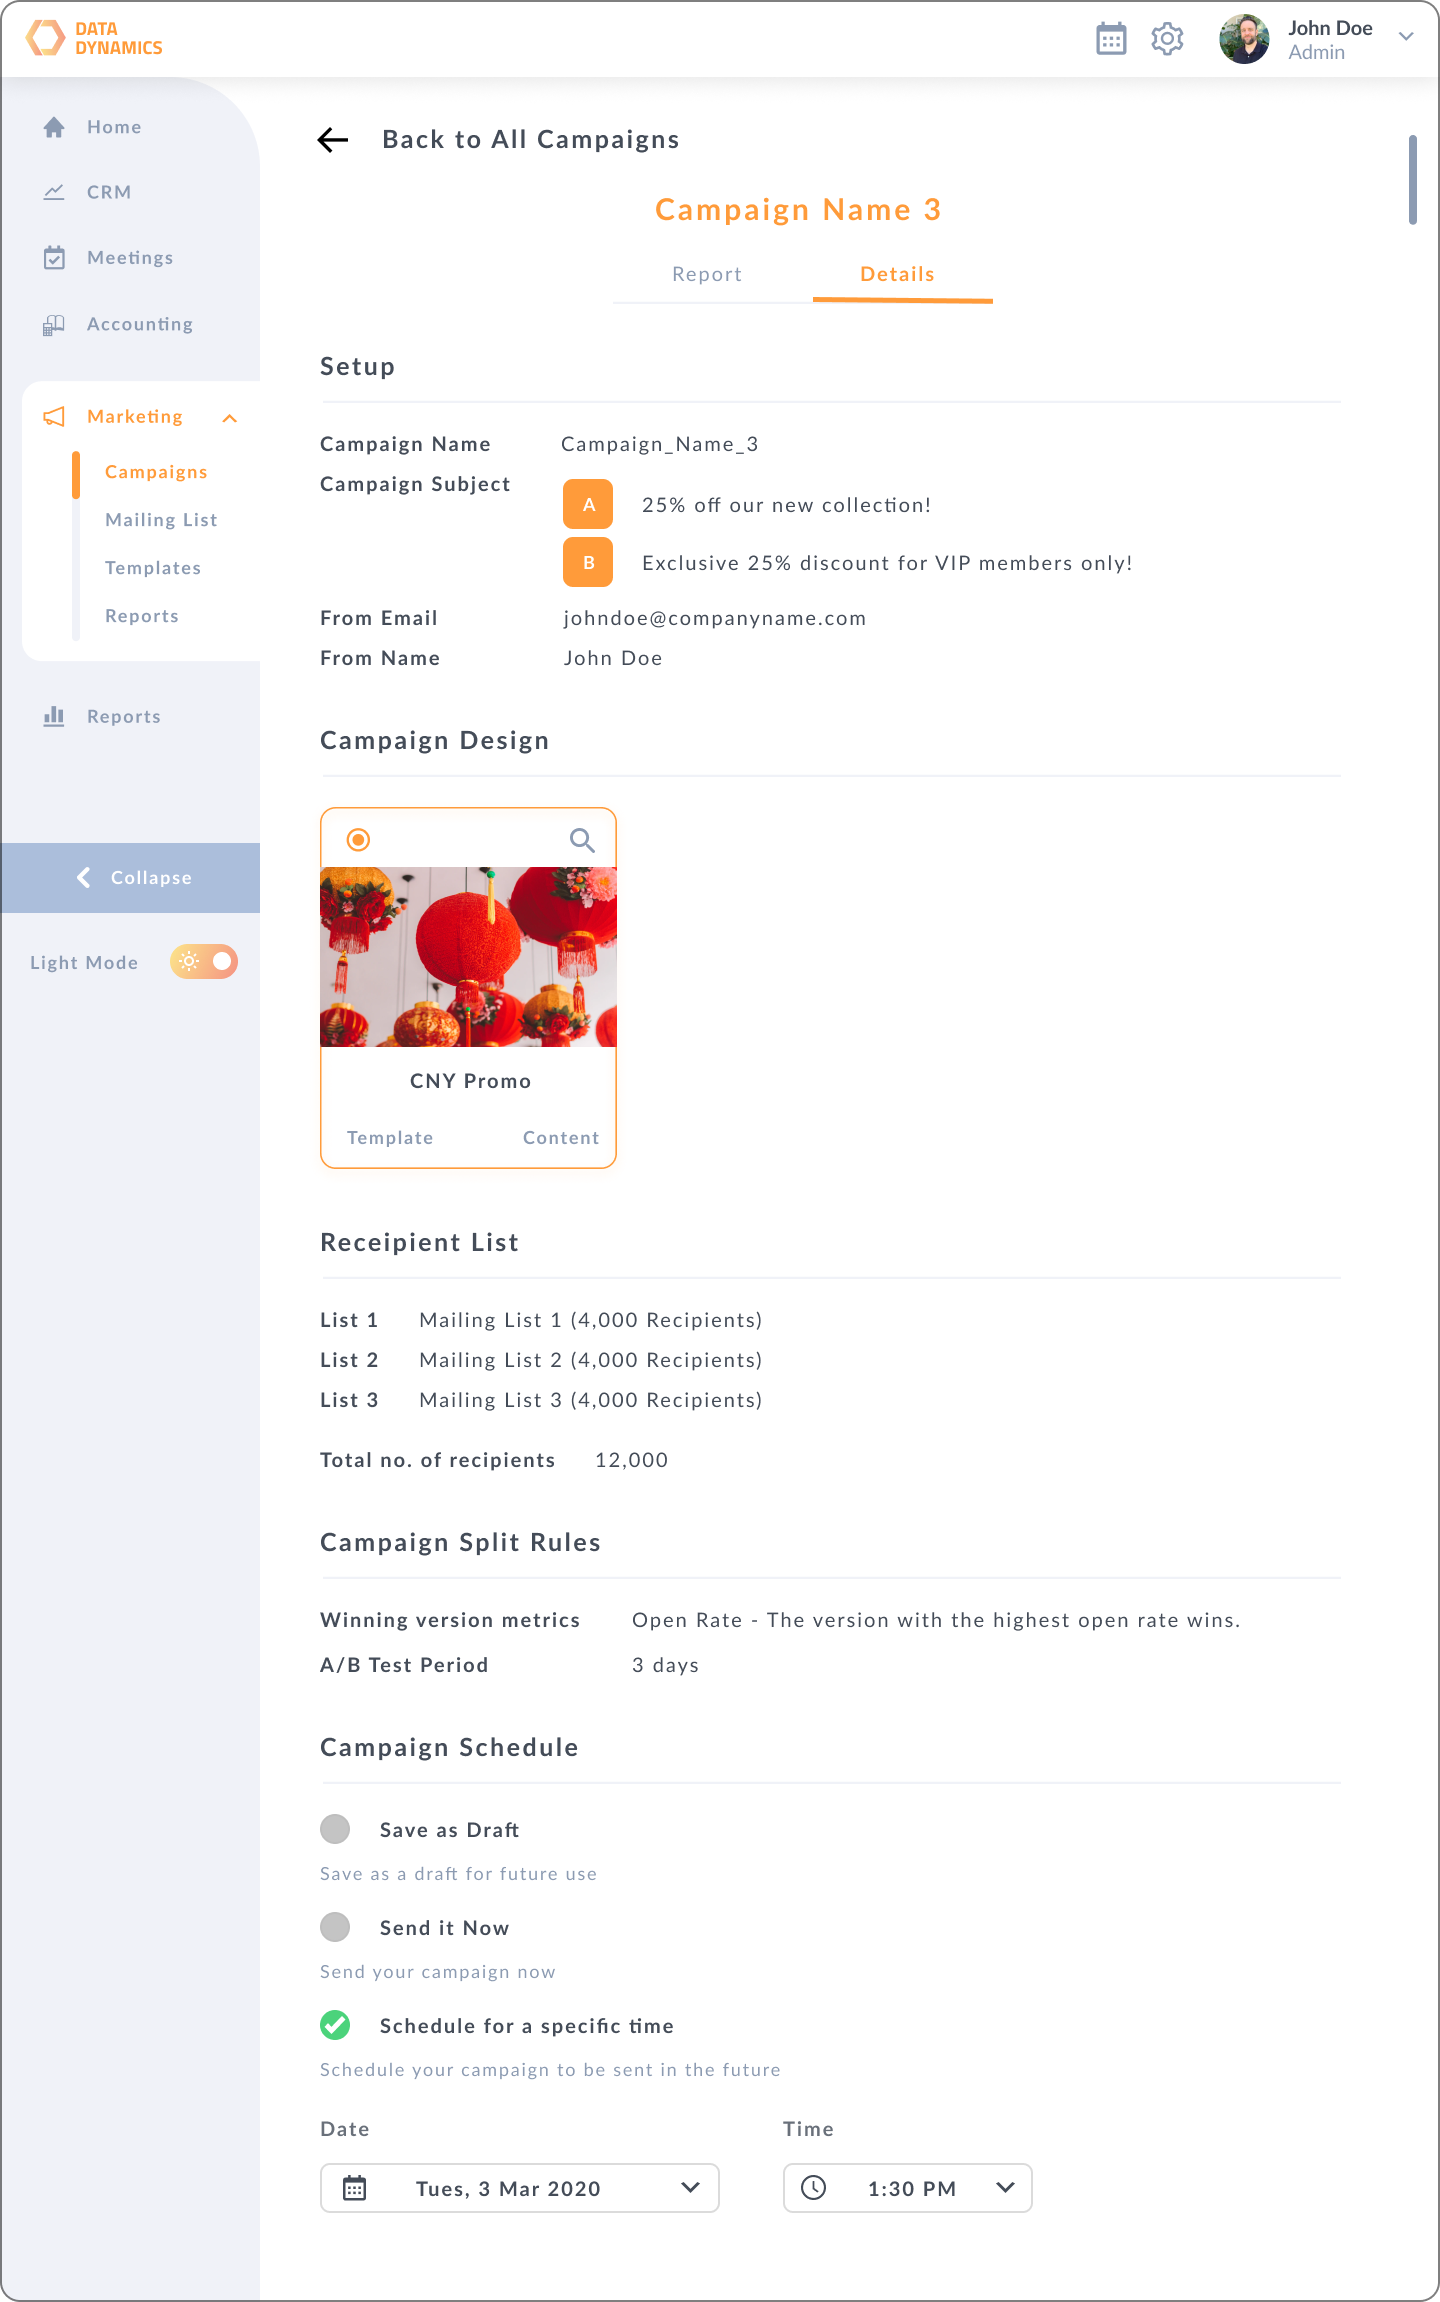 DATA
DYNAMICS
John Doe
Admin
Home
CRM
Meetings
Accounting
Marketing
Campaigns
Mailing List
Templates
Reports
Reports
Collapse
Light Mode
Back to All Campaigns
Campaign Name 3
Report Details
Setup
Campaign Name Campaign_Name_3
Campaign Subject
A 25% off our new collection!
B Exclusive 25% discount for VIP members only!
From Email johndoe@companyname.com
From Name John Doe
Campaign Design
CNY Promo
Template Content
Receipient List
List 1 Mailing List 1 (4,000 Recipients)
List 2 Mailing List 2 (4,000 Recipients)
List 3 Mailing List 3 (4,000 Recipients)
Total no. of recipients 12,000
Campaign Split Rules
Winning version metrics Open Rate - The version with the highest open rate wins.
A/B Test Period 3 days
Campaign Schedule
Save as Draft
Save as a draft for future use
Send it Now
Send your campaign now
Schedule for a specific time
Schedule your campaign to be sent in the future
Date Time
Tues, 3 Mar 2020 1:30 PM